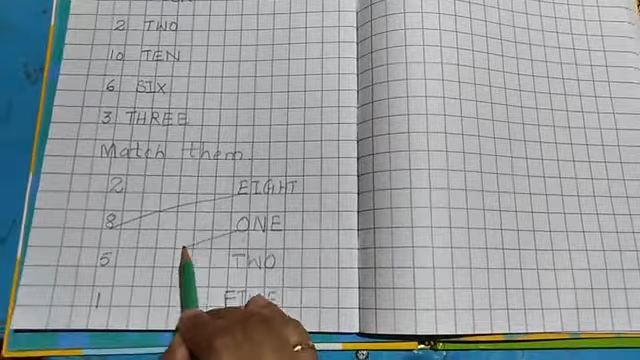 2 TWO
10 TEN
6 SIX
3 THREE
Match them
2 EIGHT
8 ONE
5 TWO
1